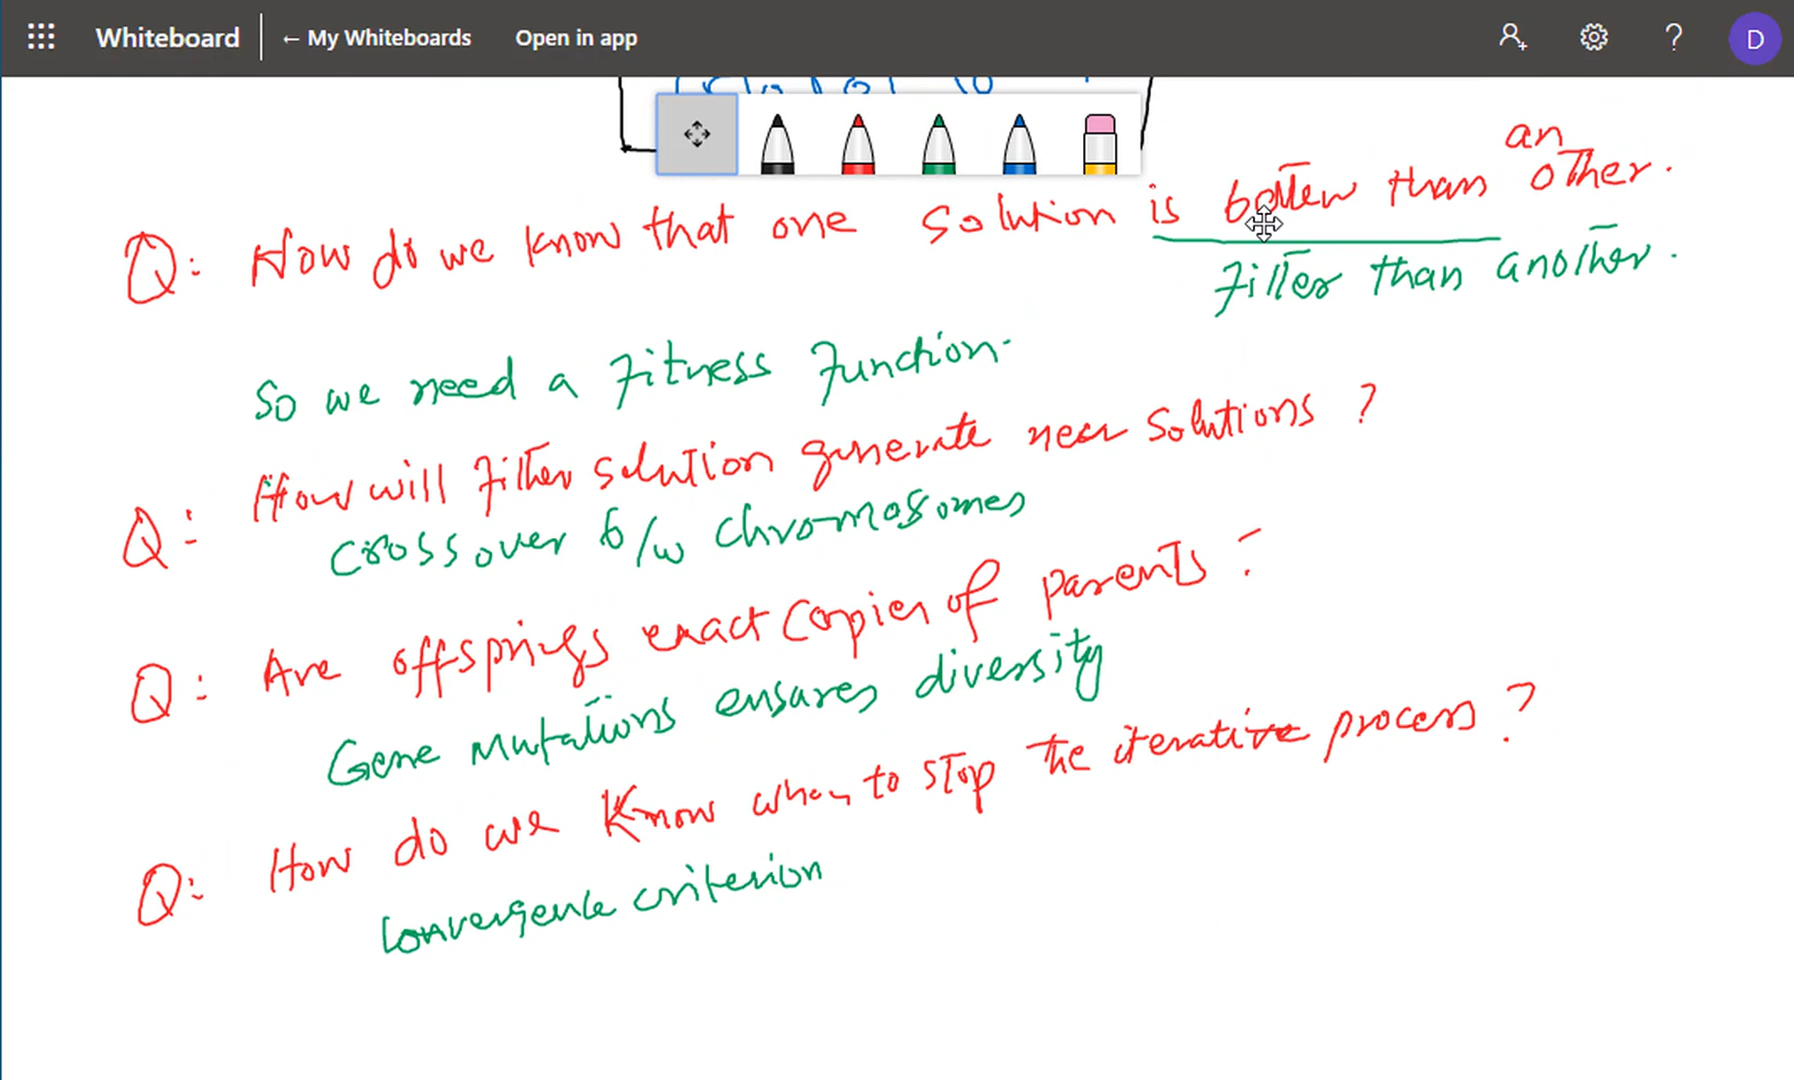 Whiteboard ← My Whiteboards Open in app ? D
an
Q: How do we know that one solution is better than other.
Fitter than another.
So we need a Fitness Function.
Q: How will Fitter solution generate new solutions ?
Crossover b/w chromosomes
Q: Are offsprings exact Copies of parents ?
Gene Mutations ensures diversity
Q: How do we Know when to stop the iterative process ?
Convergence criterion